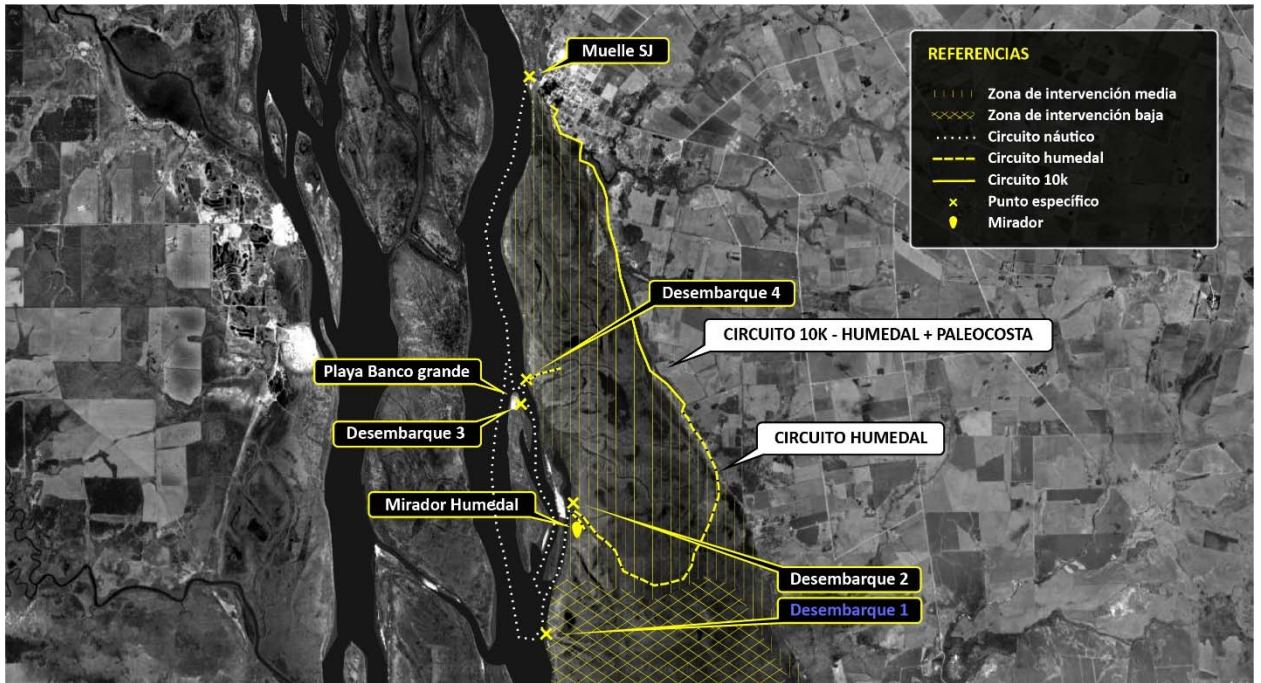 Muelle SJ
REFERENCIAS
Zona de intervención media
Zona de intervención baja
Circuito náutico
Circuito humedal
Circuito 10k
Punto específico
Mirador
Desembarque 4
CIRCUITO 10K - HUMEDAL + PALEOCOSTA
Playa Banco grande
Desembarque 3
CIRCUITO HUMEDAL
Mirador Humedal
Desembarque 2
Desembarque 1